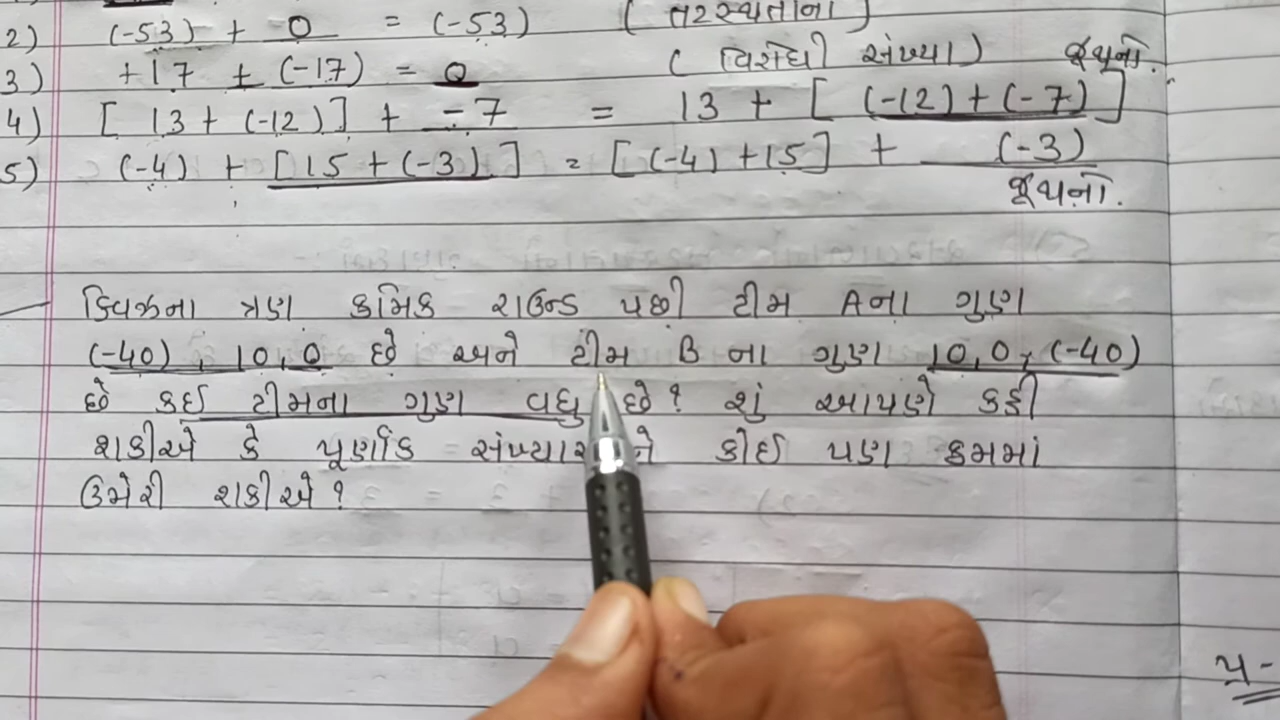 2) (-53) + 0 = (-53) (તટસ્થતાના)
3) +17 + (-17) = 0 (વિરોધી સંખ્યા) જૂથનો.
4) [13 + (-12)] + -7 = 13 + [(-12) + (-7)]
5) (-4) + [15 + (-3)] = [(-4) + 15] + (-3)
જૂથનો.
ક્વિઝના ત્રણ ક્રમિક રાઉન્ડ પછી ટીમ Aના ગુણ
(-40), 10, 0 છે અને ટીમ B ના ગુણ 10, 0, (-40)
છે કઈ ટીમના ગુણ વધુ છે? શું આપણે કહી
શકીએ કે પૂર્ણાંક કોઈ પણ ક્રમમાં
ઉમેરી શકીએ?